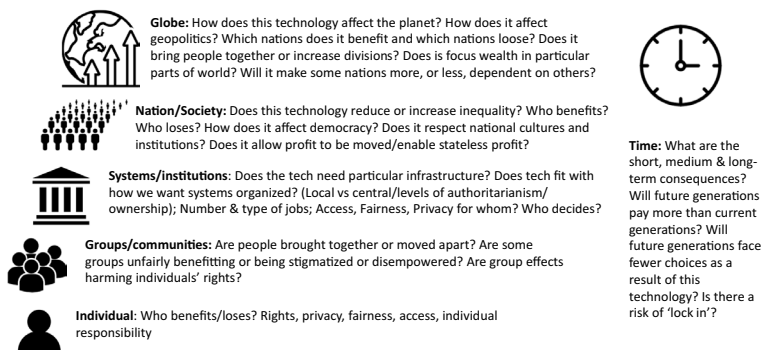 Globe: How does this technology affect the planet? How does it affect
geopolitics? Which nations does it benefit and which nations loose? Does it
bring people together or increase divisions? Does is focus wealth in particular
parts of world? Will it make some nations more, or less, dependent on others?
Nation/Society: Does this technology reduce or increase inequality? Who benefits?
Who loses? How does it affect democracy? Does it respect national cultures and
institutions? Does it allow profit to be moved/enable stateless profit?
Systems/institutions: Does the tech need particular infrastructure? Does tech fit with
how we want systems organized? (Local vs central/levels of authoritarianism/
ownership); Number & type of jobs; Access, Fairness, Privacy for whom? Who decides?
Groups/communities: Are people brought together or moved apart? Are some
groups unfairly benefitting or being stigmatized or disempowered? Are group effects
harming individuals' rights?
Individual: Who benefits/loses? Rights, privacy, fairness, access, individual
responsibility
Time: What are the
short, medium & long-
term consequences?
Will future generations
pay more than current
generations? Will
future generations face
fewer choices as a
result of this
technology? Is there a
risk of 'lock in'?